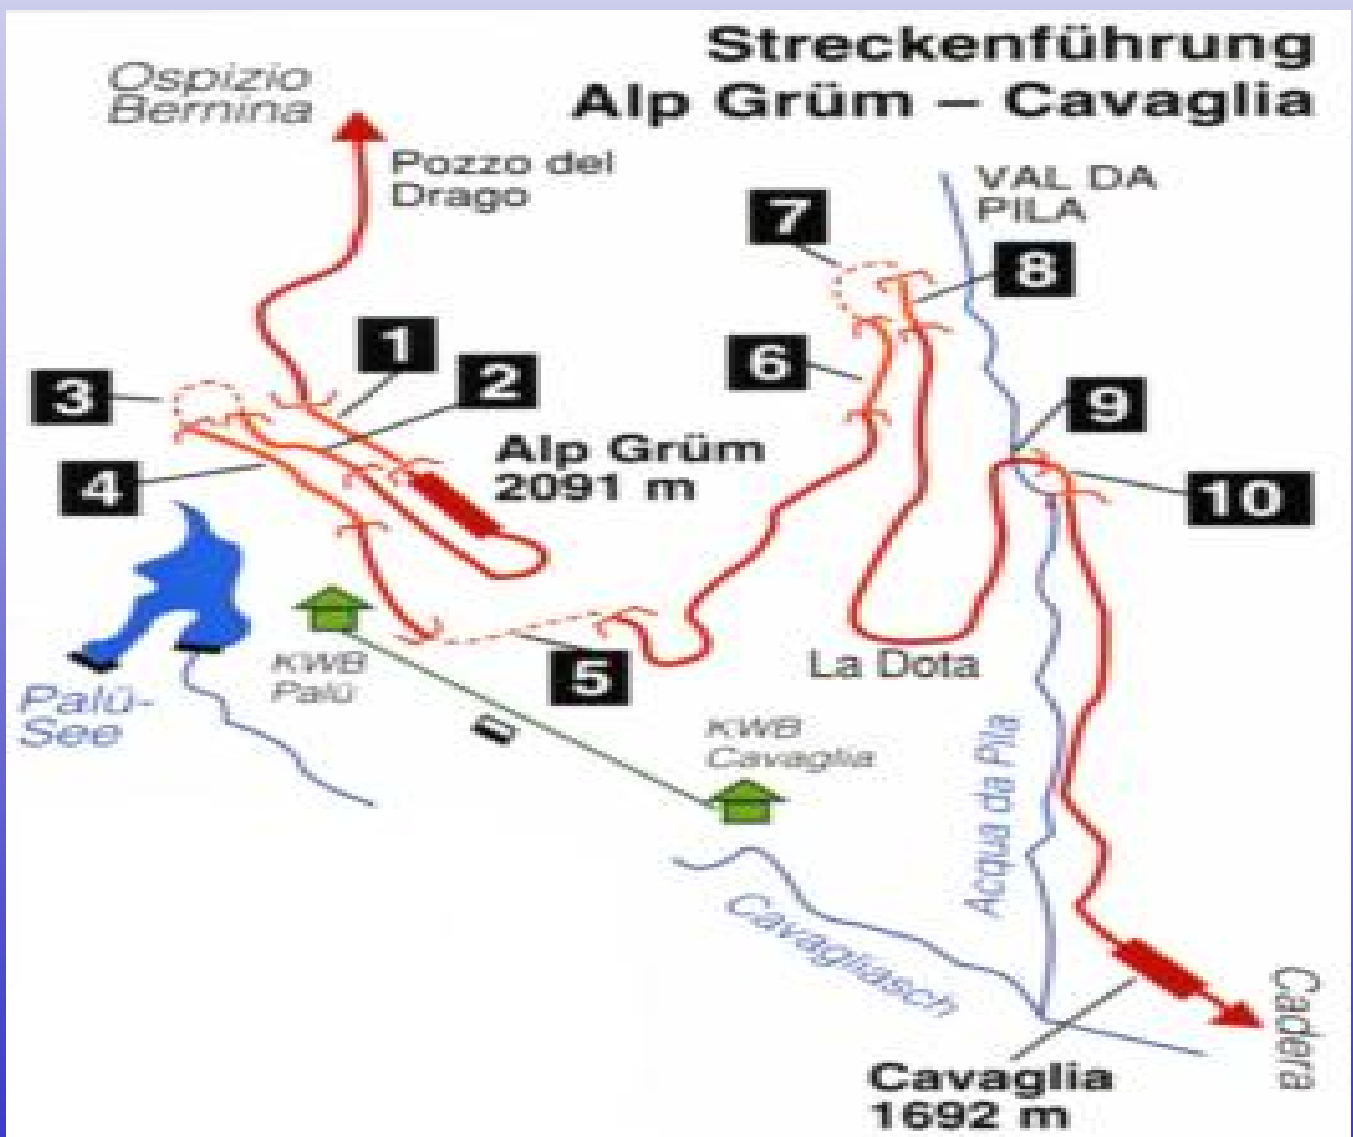 Streckenführung
Alp Grüm – Cavaglia
Ospizio
Bernina
Pozzo del
Drago
VAL DA
PILA
7
8
1
6
2
3
9
Alp Grüm
2091 m
4
10
5
La Dota
KWB
Palü
Palü-
See
KWB
Cavaglia
Acqua da Pila
Cavagliasch
Cadera
Cavaglia
1692 m